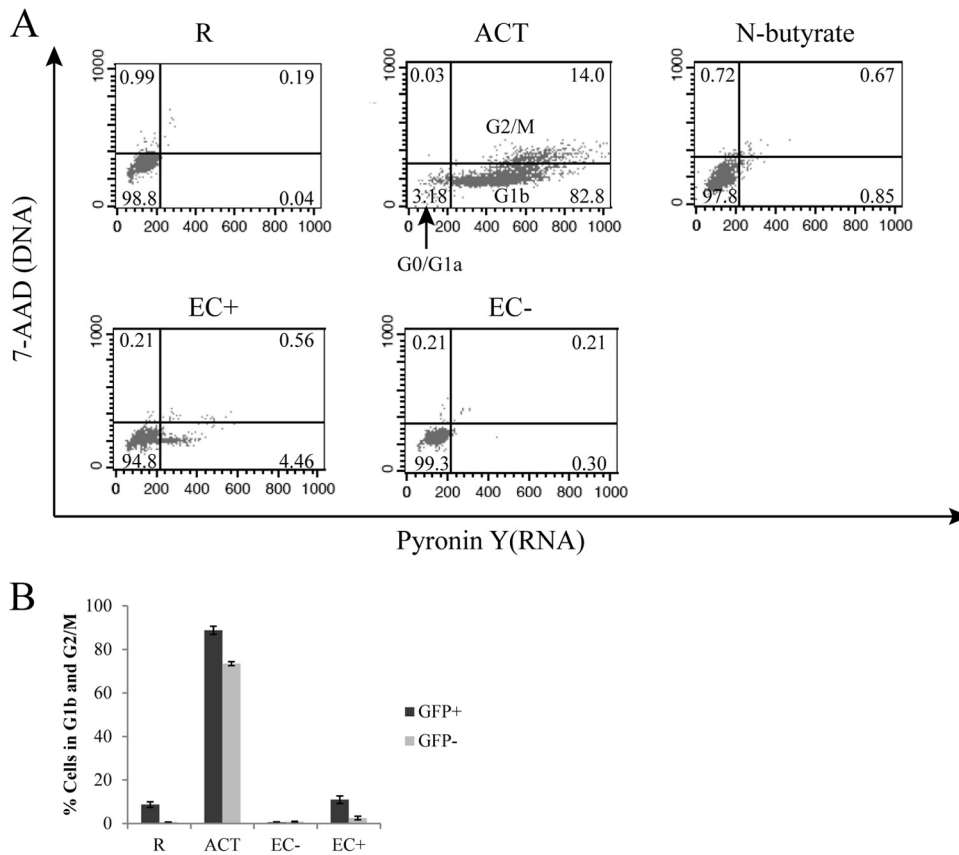 A
R
ACT
N-butyrate
1000
0.99
0.19
98.8
0.04
0
0 200 400 600 800 1000
1000
0.03
14.0
G2/M
3.18
G1b
82.8
0
0 200 400 600 800 1000
G0/G1a
1000
0.72
0.67
97.8
0.85
0
0 200 400 600 800 1000
7-AAD (DNA)
EC+
EC-
1000
0.21
0.56
94.8
4.46
0
0 200 400 600 800 1000
1000
0.21
0.21
99.3
0.30
0
0 200 400 600 800 1000
Pyronin Y(RNA)
B
% Cells in G1b and G2/M
100
80
60
40
20
0
R ACT EC- EC+
GFP+
GFP-